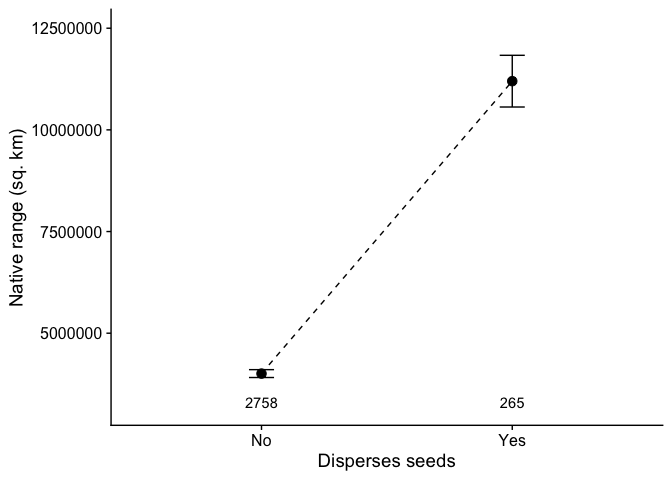 Native range (sq. km)
12500000
10000000
7500000
5000000
2758
265
No
Yes
Disperses seeds